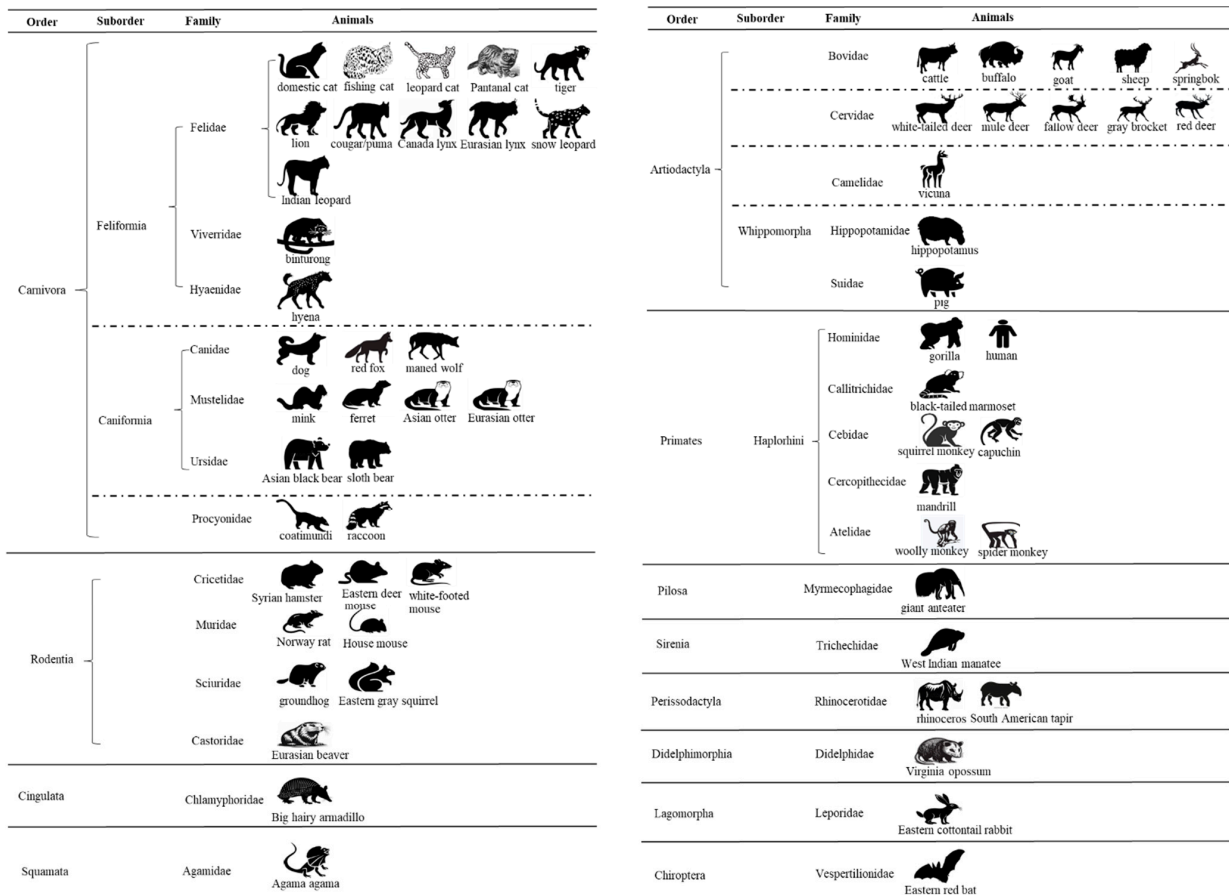 Order Suborder Family Animals
domestic cat fishing cat leopard cat Pantanal cat tiger
Felidae
lion cougar/puma Canada lynx Eurasian lynx snow leopard
Indian leopard
Feliformia
Viverridae
binturong
Carnivora
Hyaenidae
hyena
Canidae
dog red fox maned wolf
Mustelidae
Caniformia
mink ferret Asian otter Eurasian otter
Ursidae
Asian black bear sloth bear
Procyonidae
coatimundi raccoon
Cricetidae
Syrian hamster Eastern deer mouse white-footed mouse
Muridae
Norway rat House mouse
Rodentia
Sciuridae
groundhog Eastern gray squirrel
Castoridae
Eurasian beaver
Cingulata Chlamyphoridae
Big hairy armadillo
Squamata Agamidae
Agama agama
Order Suborder Family Animals
Bovidae
cattle buffalo goat sheep springbok
Cervidae
white-tailed deer mule deer fallow deer gray brocket red deer
Artiodactyla
Camelidae
vicuna
Whippomorpha Hippopotamidae
hippopotamus
Suidae
pig
Hominidae
gorilla human
Callitrichidae
black-tailed marmoset
Primates Haplorhini Cebidae
squirrel monkey capuchin
Cercopithecidae
mandrill
Atelidae
woolly monkey spider monkey
Pilosa Myrmecophagidae
giant anteater
Sirenia Trichechidae
West Indian manatee
Perissodactyla Rhinocerotidae
rhinoceros South American tapir
Didelphimorphia Didelphidae
Virginia opossum
Lagomorpha Leporidae
Eastern cottontail rabbit
Chiroptera Vespertilionidae
Eastern red bat